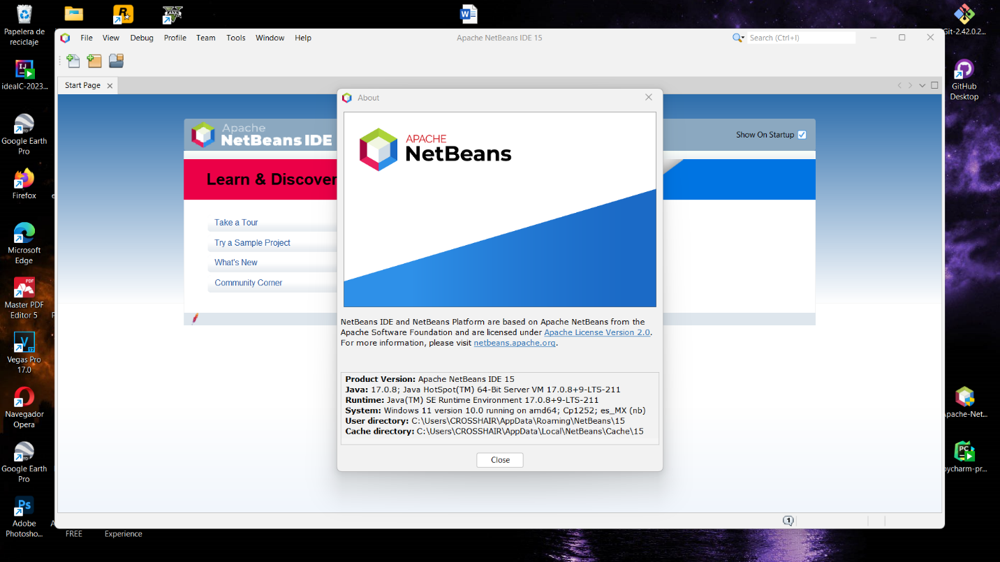 Papelera de
reciclaje
idealC-2023...
Google Earth
Pro
Firefox
Microsoft
Edge
Master PDF
Editor 5
Vegas Pro
17.0
Navegador
Opera
Google Earth
Pro
Adobe
Photosho...
FREE
Experience
File View Debug Profile Team Tools Window Help
Apache NetBeans IDE 15
Search (Ctrl+I)
Start Page
Apache
NetBeans IDE
Show On Startup
Learn & Discover
Take a Tour
Try a Sample Project
What's New
Community Corner
About
APACHE
NetBeans
NetBeans IDE and NetBeans Platform are based on Apache NetBeans from the
Apache Software Foundation and are licensed under Apache License Version 2.0.
For more information, please visit netbeans.apache.org.
Product Version: Apache NetBeans IDE 15
Java: 17.0.8; Java HotSpot(TM) 64-Bit Server VM 17.0.8+9-LTS-211
Runtime: Java(TM) SE Runtime Environment 17.0.8+9-LTS-211
System: Windows 11 version 10.0 running on amd64; Cp1252; es_MX (nb)
User directory: C:\Users\CROSSHAIR\AppData\Roaming\NetBeans\15
Cache directory: C:\Users\CROSSHAIR\AppData\Local\NetBeans\Cache\15
Close
1
Git-2.42.0.2...
GitHub
Desktop
Apache-Net...
pycharm-pr...